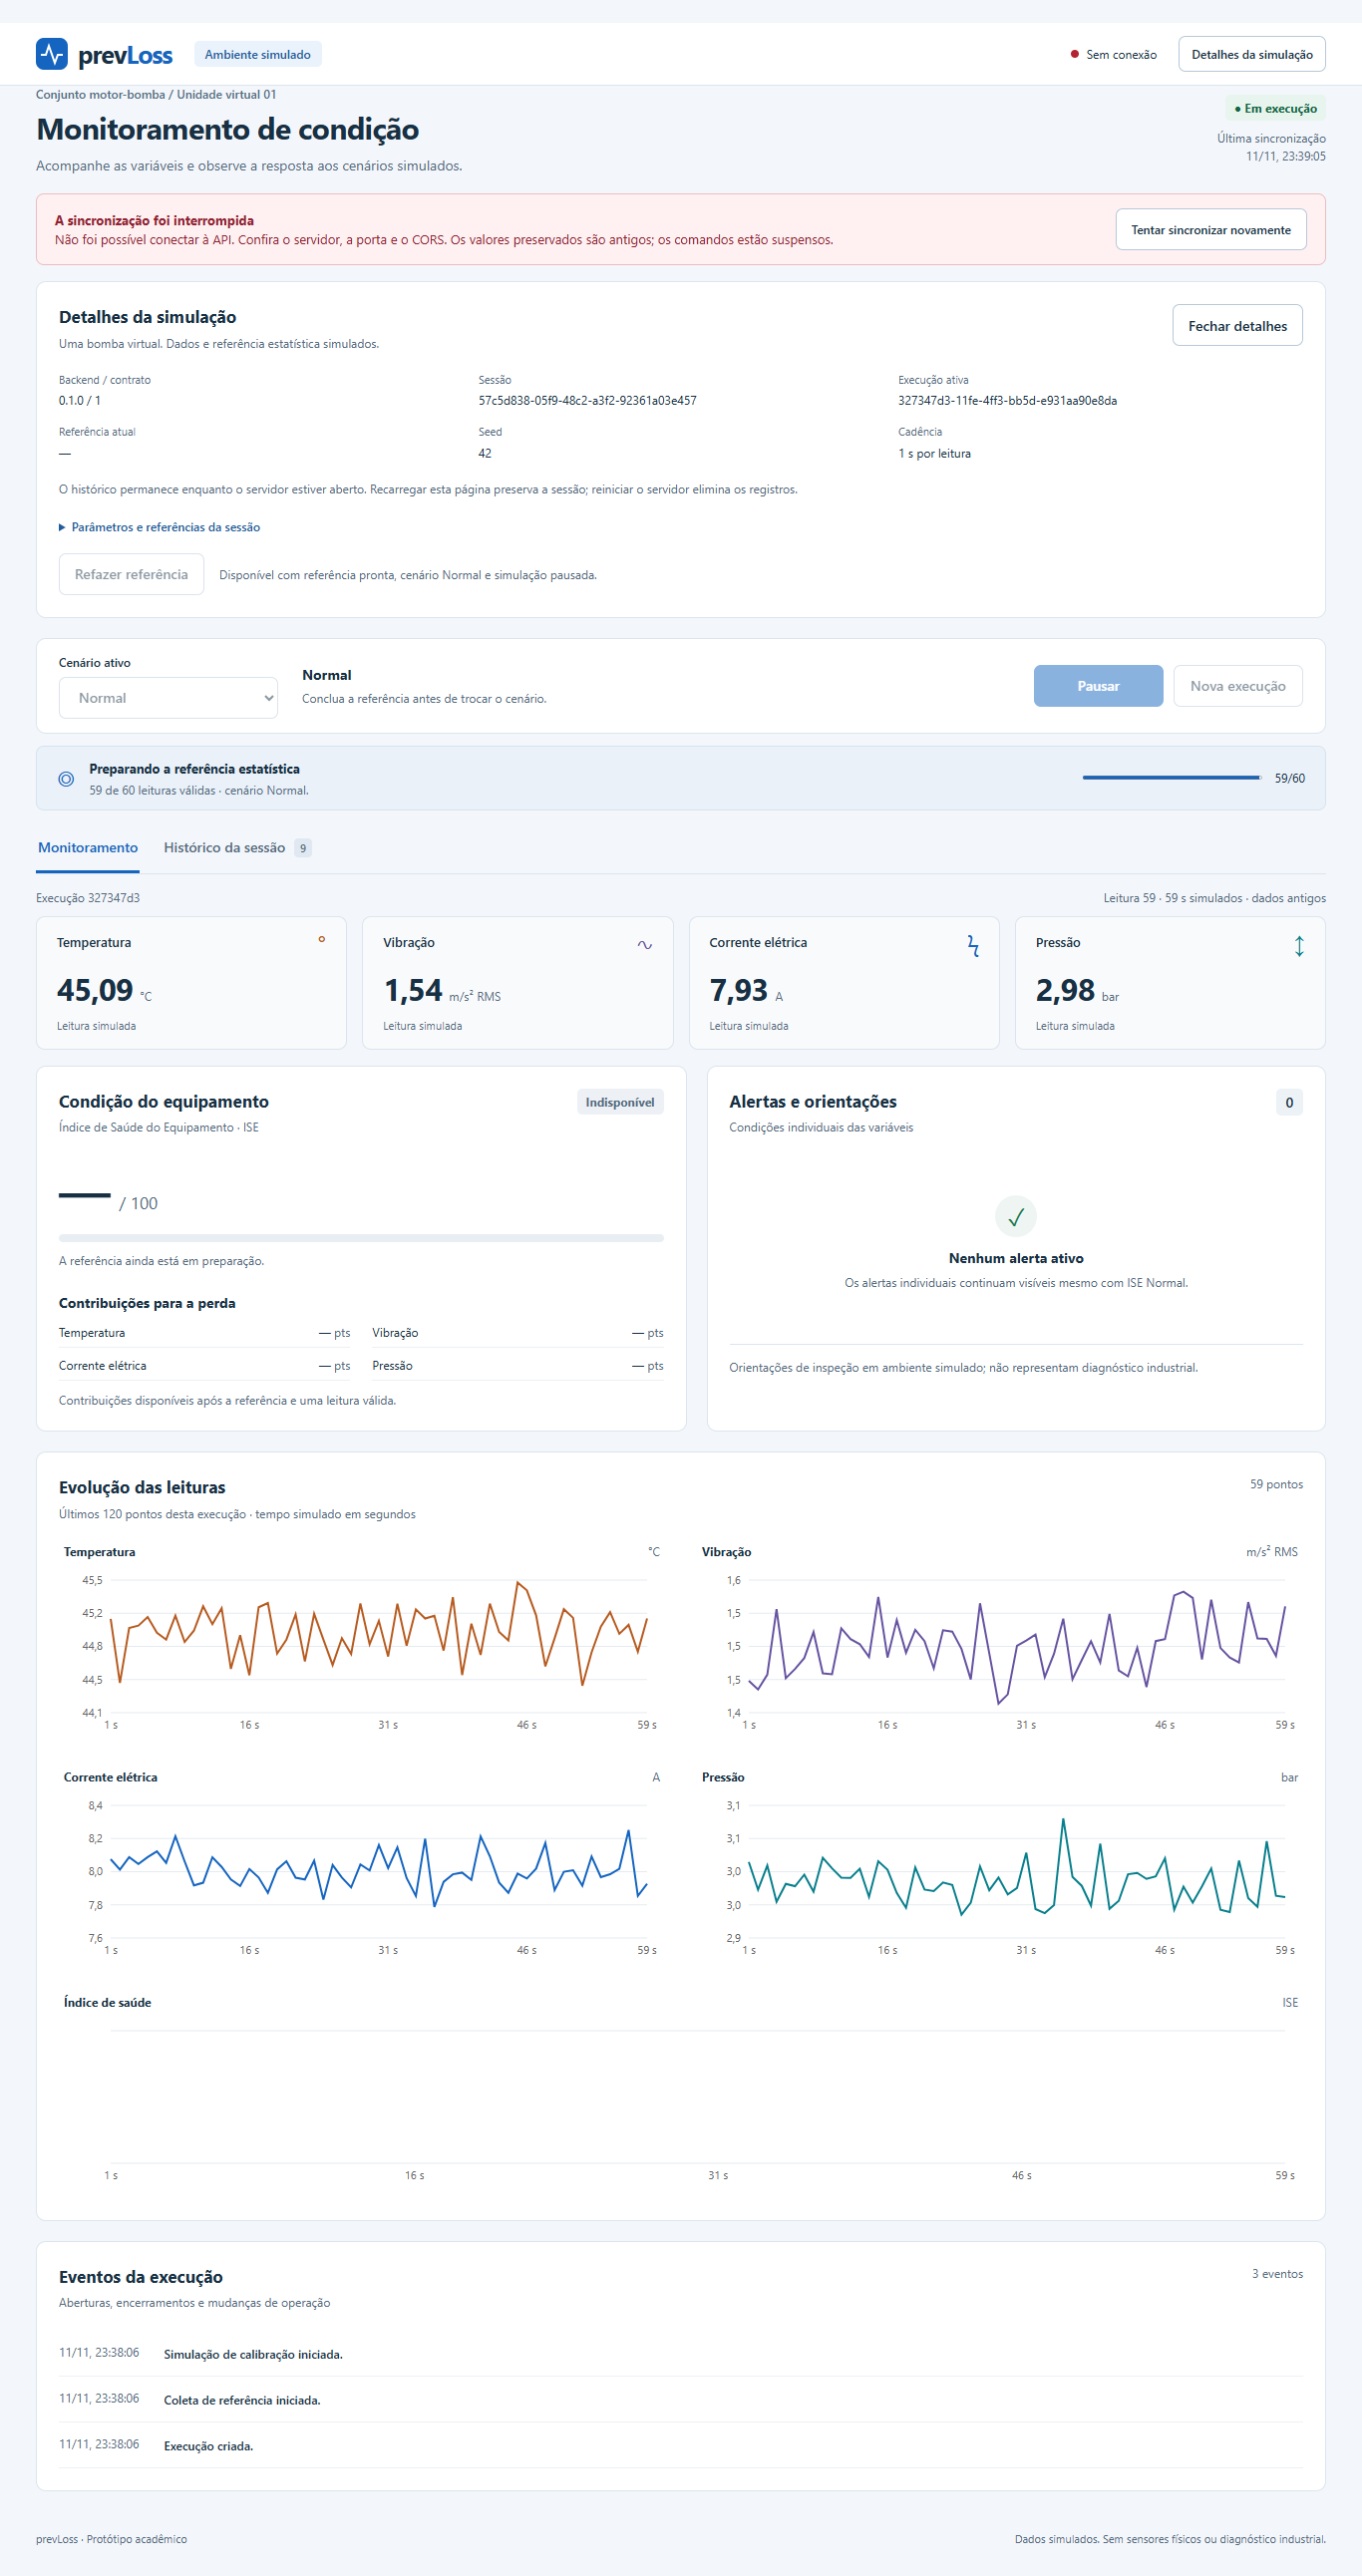 prevLoss
Ambiente simulado
Sem conexão
Detalhes da simulação
Conjunto motor-bomba / Unidade virtual 01
Monitoramento de condição
Acompanhe as variáveis e observe a resposta aos cenários simulados.
• Em execução
Última sincronização
11/11, 23:39:05
A sincronização foi interrompida
Não foi possível conectar à API. Confira o servidor, a porta e o CORS. Os valores preservados são antigos; os comandos estão suspensos.
Tentar sincronizar novamente
Detalhes da simulação
Uma bomba virtual. Dados e referência estatística simulados.
Fechar detalhes
Backend / contrato
0.1.0 / 1
Sessão
57c5d838-05f9-48c2-a3f2-92361a03e457
Execução ativa
327347d3-11fe-4ff3-bb5d-e931aa90e8da
Referência atual
—
Seed
42
Cadência
1 s por leitura
O histórico permanece enquanto o servidor estiver aberto. Recarregar esta página preserva a sessão; reiniciar o servidor elimina os registros.
▶ Parâmetros e referências da sessão
Refazer referência
Disponível com referência pronta, cenário Normal e simulação pausada.
Cenário ativo
Normal
Normal
Conclua a referência antes de trocar o cenário.
Pausar
Nova execução
Preparando a referência estatística
59 de 60 leituras válidas · cenário Normal.
59/60
Monitoramento
Histórico da sessão 9
Execução 327347d3
Leitura 59 · 59 s simulados · dados antigos
Temperatura
45,09 °C
Leitura simulada
Vibração
1,54 m/s² RMS
Leitura simulada
Corrente elétrica
7,93 A
Leitura simulada
Pressão
2,98 bar
Leitura simulada
Condição do equipamento
Índice de Saúde do Equipamento · ISE
Indisponível
— / 100
A referência ainda está em preparação.
Contribuições para a perda
Temperatura — pts
Vibração — pts
Corrente elétrica — pts
Pressão — pts
Contribuições disponíveis após a referência e uma leitura válida.
Alertas e orientações
0
Condições individuais das variáveis
✓
Nenhum alerta ativo
Os alertas individuais continuam visíveis mesmo com ISE Normal.
Orientações de inspeção em ambiente simulado; não representam diagnóstico industrial.
Evolução das leituras
59 pontos
Últimos 120 pontos desta execução · tempo simulado em segundos
Temperatura °C
45,5
45,2
44,8
44,5
44,1
1 s 16 s 31 s 46 s 59 s
Vibração m/s² RMS
1,6
1,5
1,5
1,5
1,4
1 s 16 s 31 s 46 s 59 s
Corrente elétrica A
8,4
8,2
8,0
7,8
7,6
1 s 16 s 31 s 46 s 59 s
Pressão bar
3,1
3,1
3,0
3,0
2,9
1 s 16 s 31 s 46 s 59 s
Índice de saúde ISE
1 s 16 s 31 s 46 s 59 s
Eventos da execução
3 eventos
Aberturas, encerramentos e mudanças de operação
11/11, 23:38:06 Simulação de calibração iniciada.
11/11, 23:38:06 Coleta de referência iniciada.
11/11, 23:38:06 Execução criada.
prevLoss · Protótipo acadêmico
Dados simulados. Sem sensores físicos ou diagnóstico industrial.